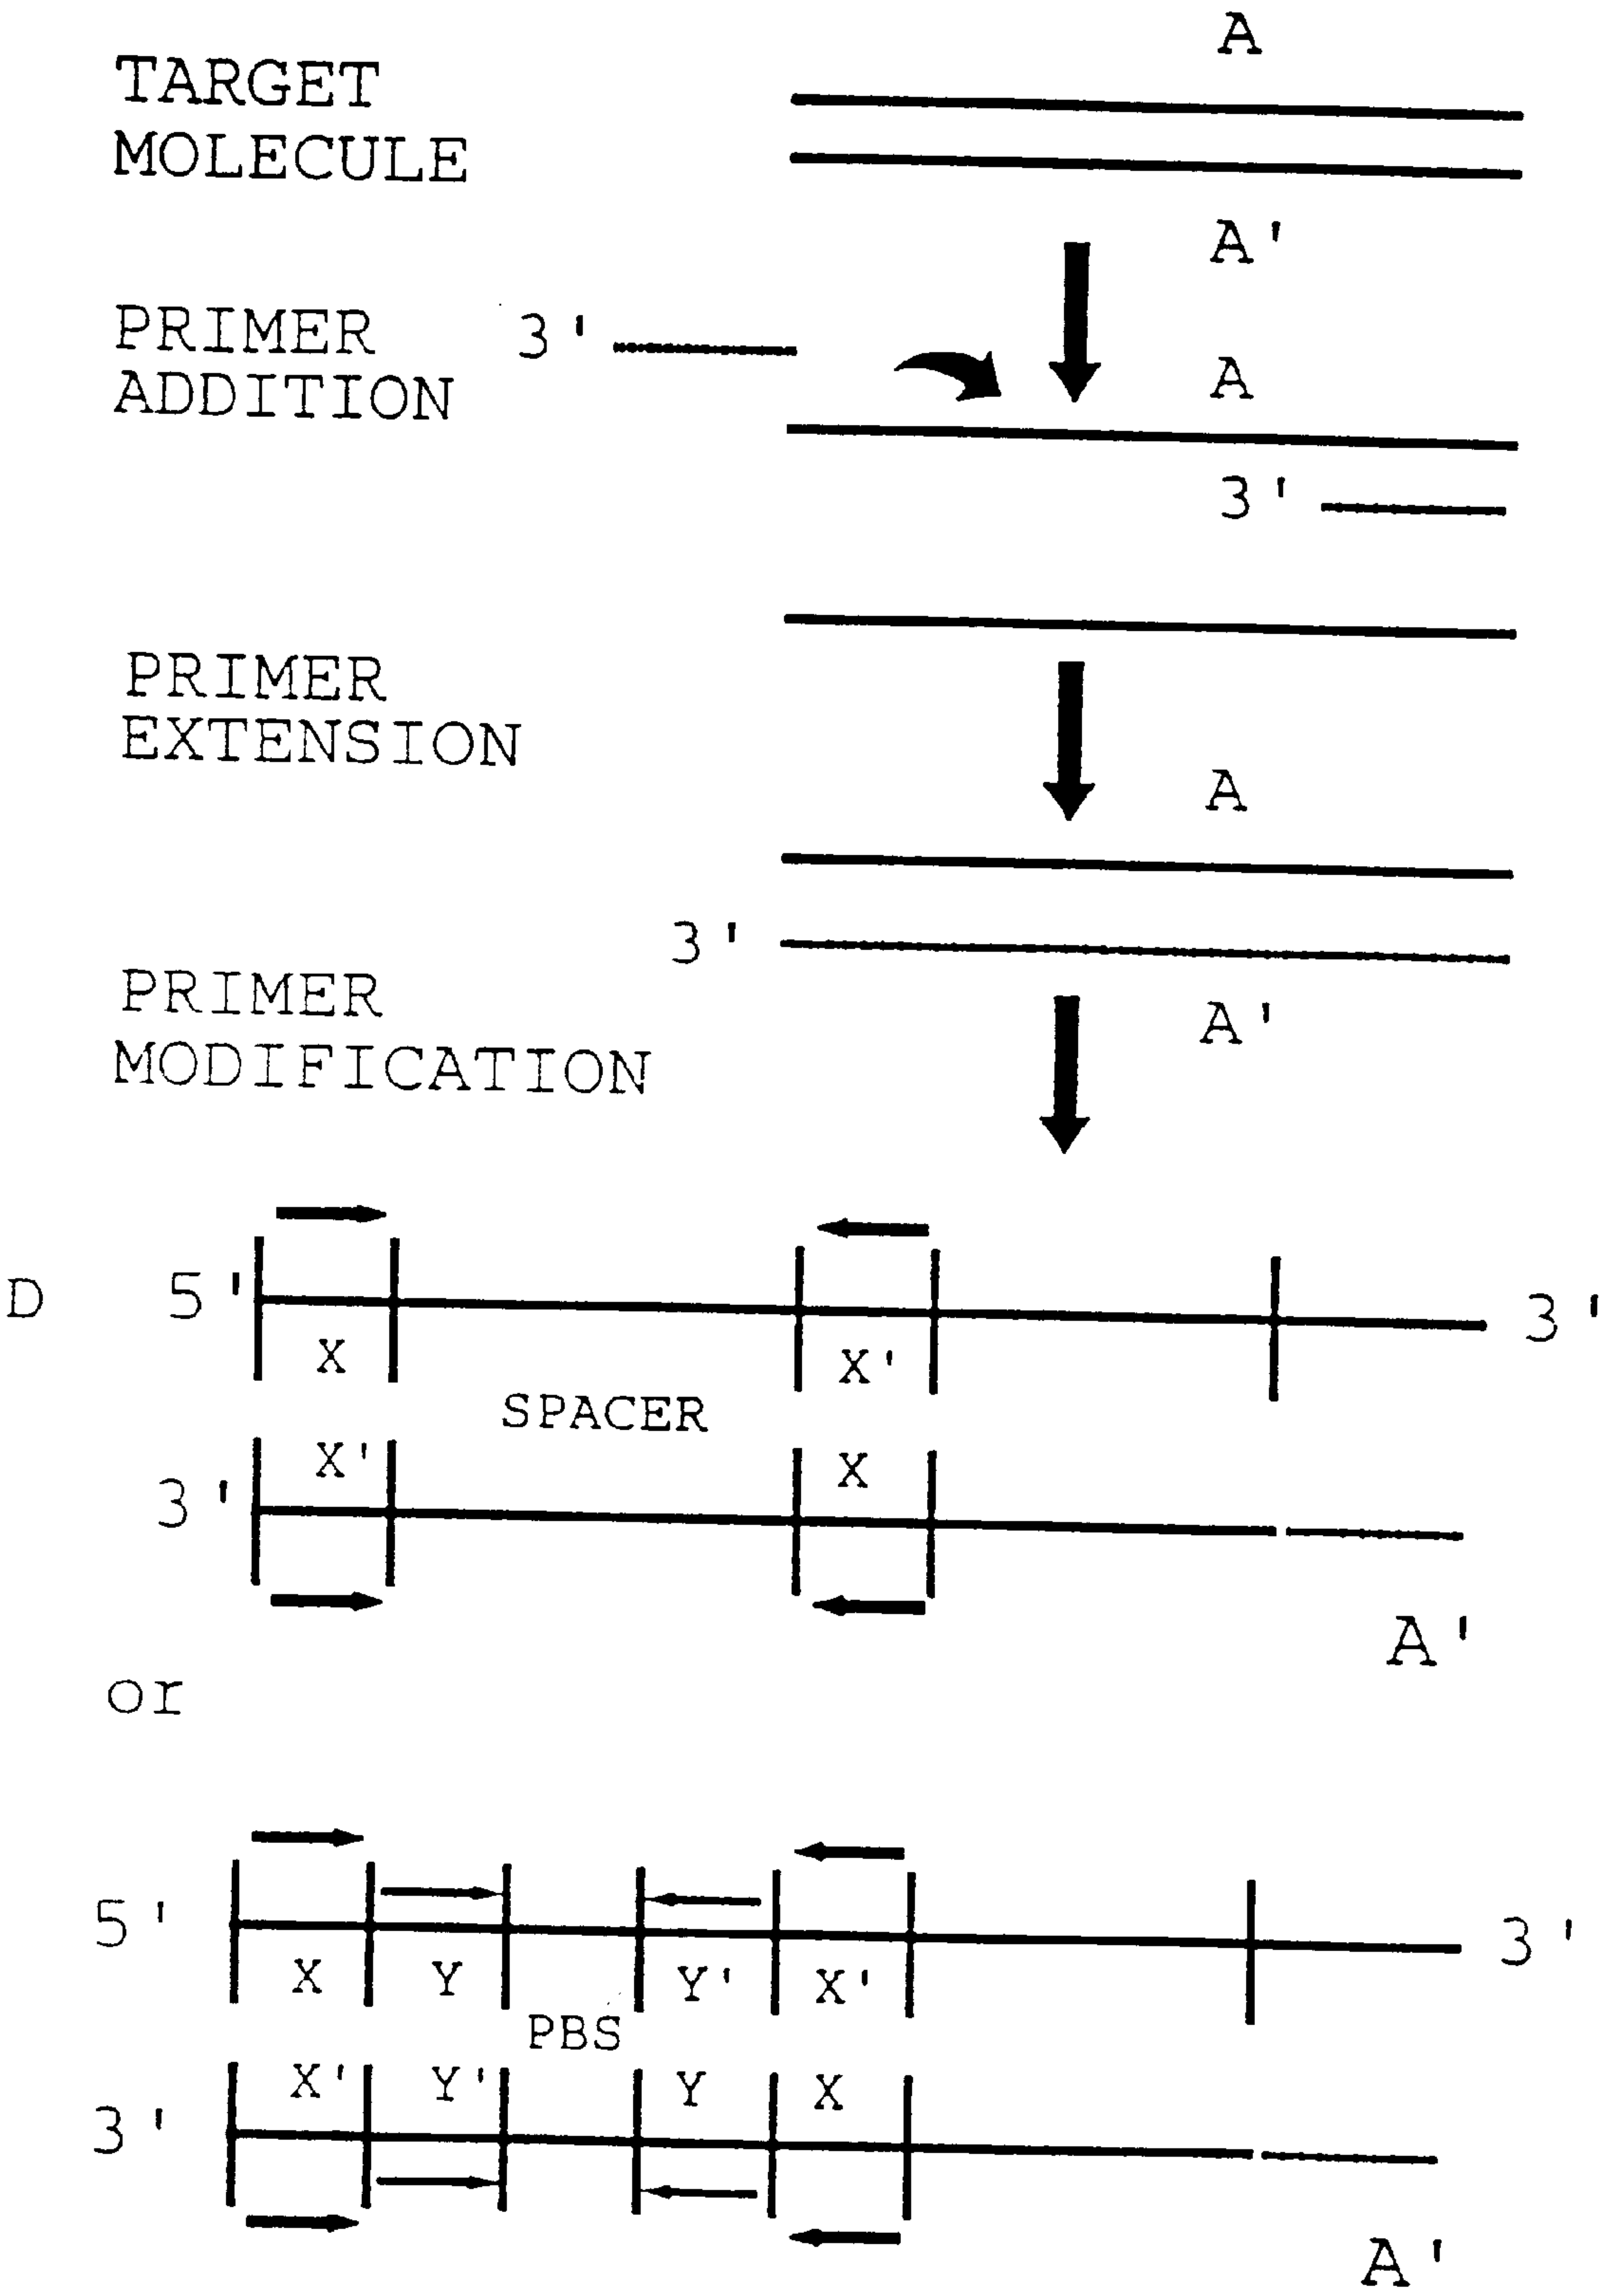 A
TARGET
MOLECULE
A'
PRIMER
ADDITION
3'
A
3'
PRIMER
EXTENSION
A
3'
A'
PRIMER
MODIFICATION
D 5' 3'
X X'
SPACER
X' X
3'
A'
or
5' 3'
X Y Y' X'
PBS
X' Y' Y X
3'
A'